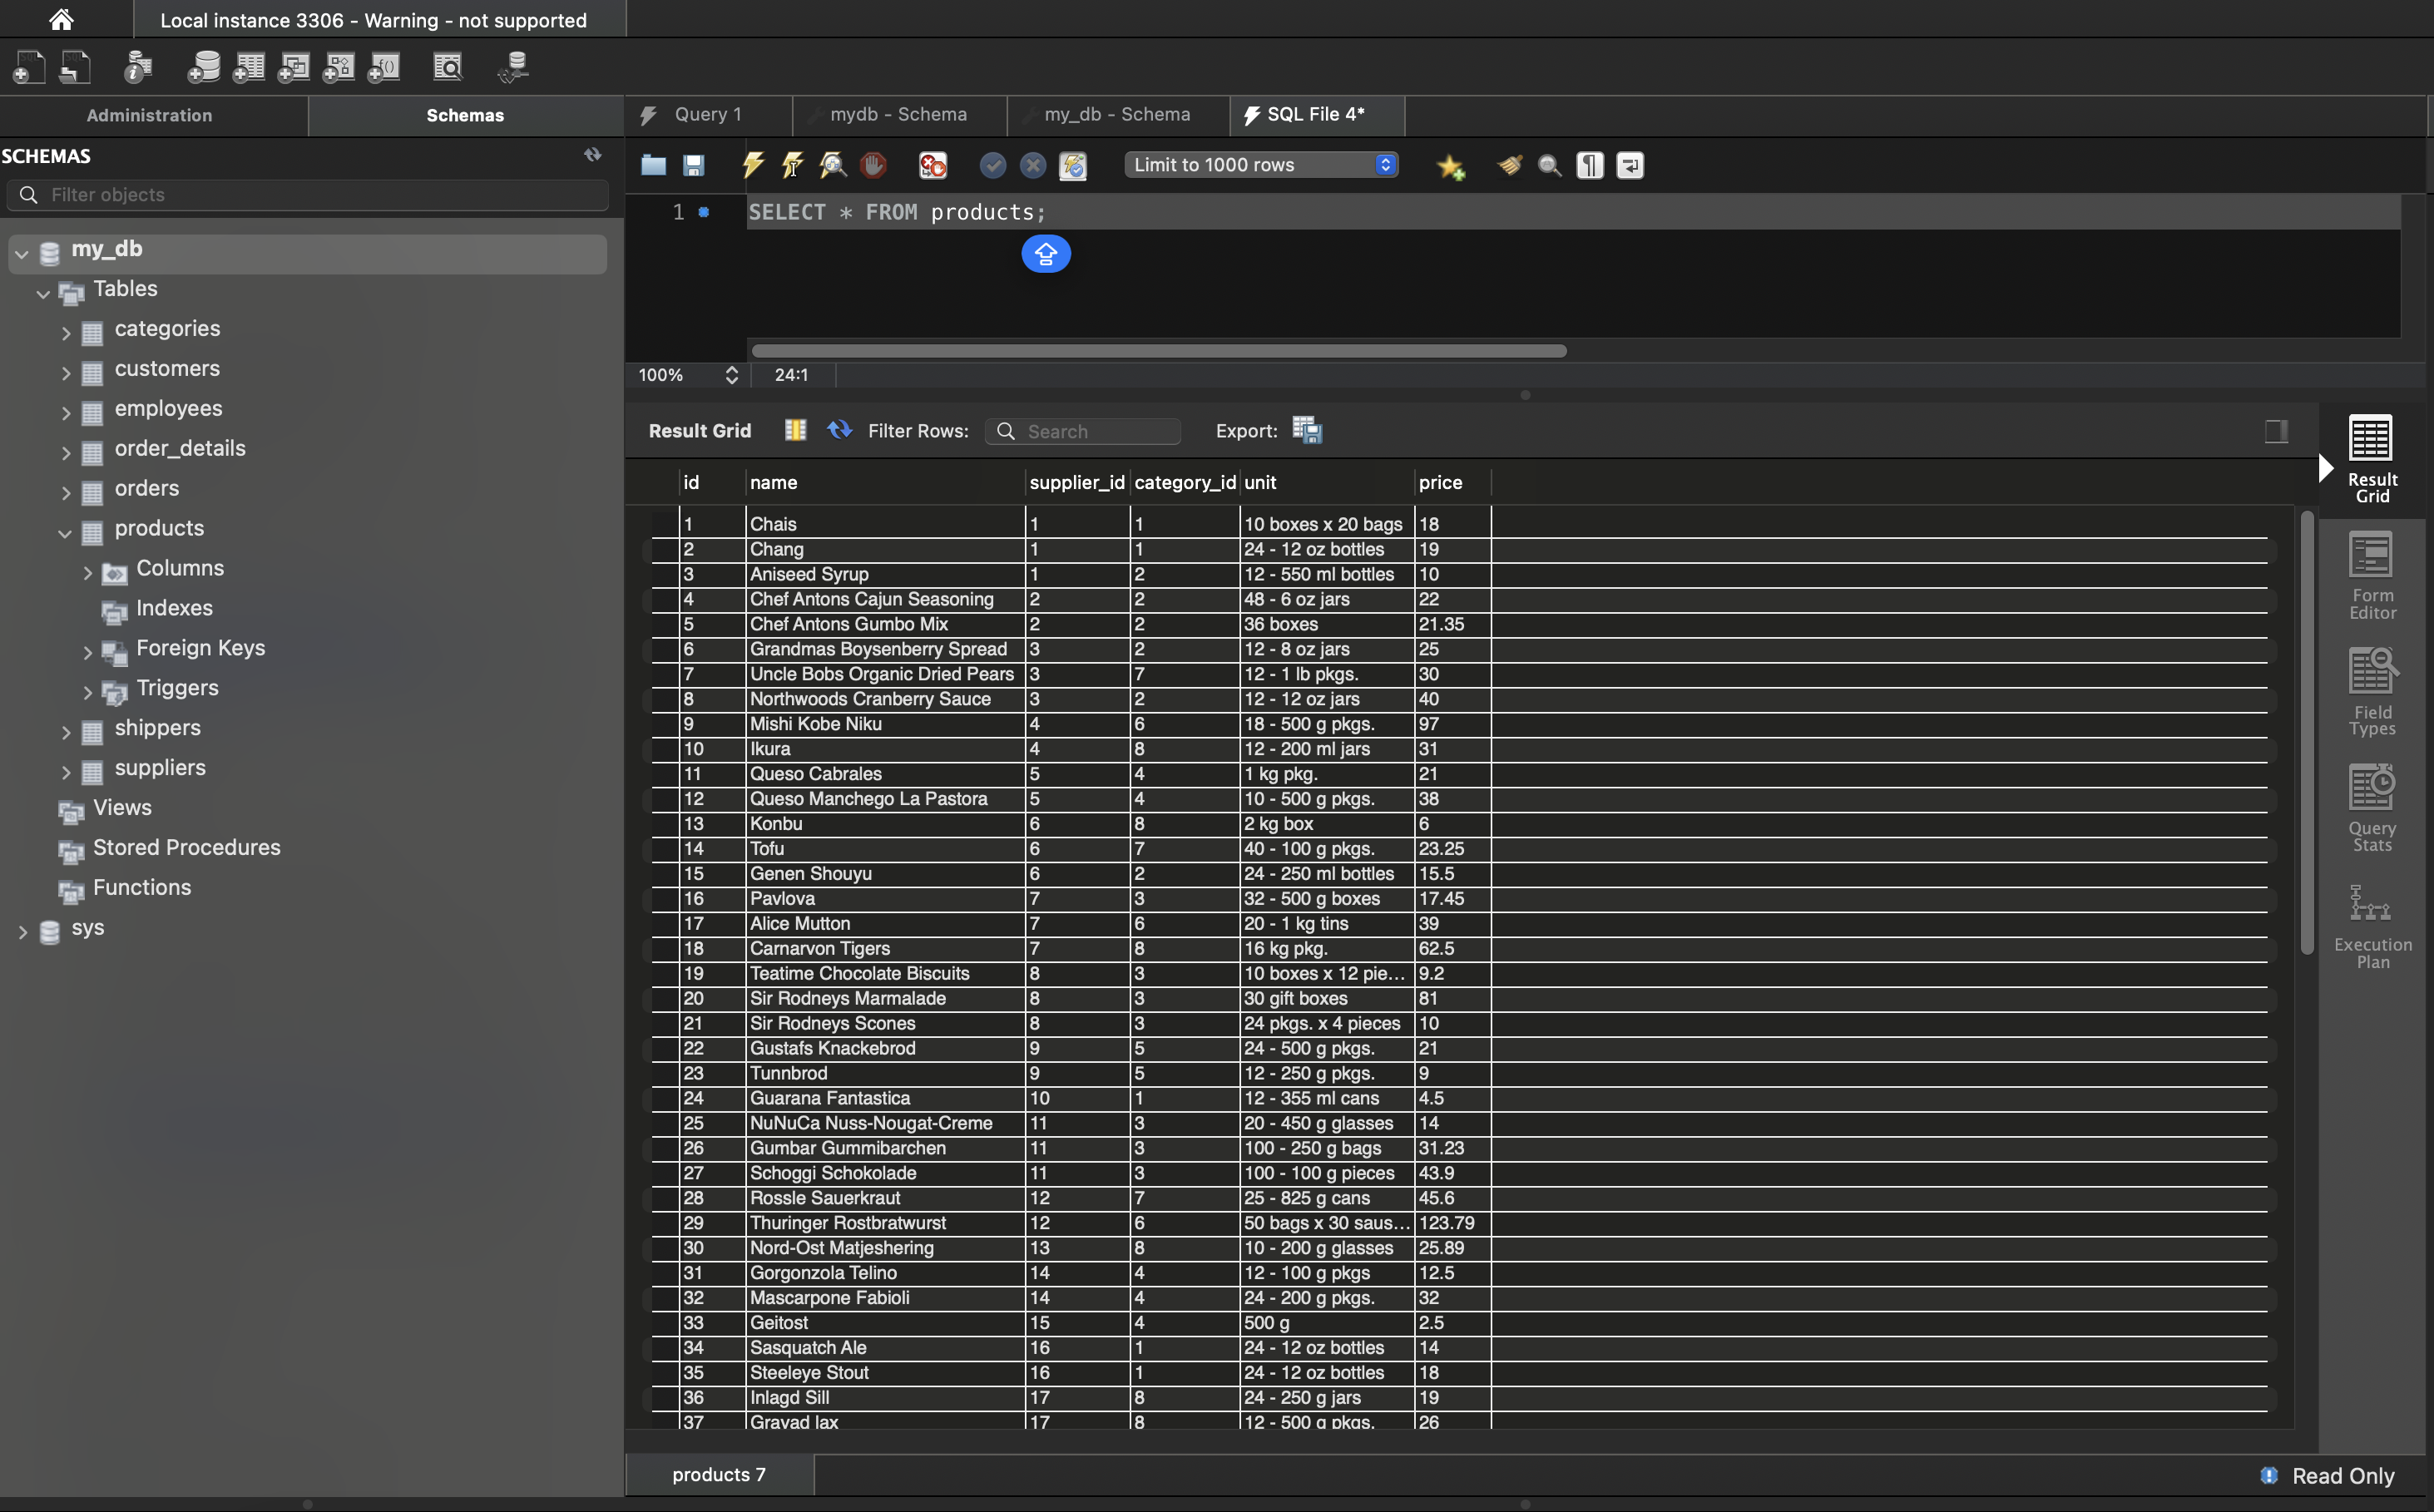 Local instance 3306 - Warning - not supported
Administration
Schemas
Query 1
mydb - Schema
my_db - Schema
SQL File 4*
SCHEMAS
Filter objects
Limit to 1000 rows
1
SELECT * FROM products;
my_db
Tables
categories
customers
employees
order_details
orders
products
Columns
Indexes
Foreign Keys
Triggers
shippers
suppliers
Views
Stored Procedures
Functions
sys
100%
24:1
Result Grid
Filter Rows:
Search
Export:
id name supplier_id category_id unit price
1 Chais 1 1 10 boxes x 20 bags 18
2 Chang 1 1 24 - 12 oz bottles 19
3 Aniseed Syrup 1 2 12 - 550 ml bottles 10
4 Chef Antons Cajun Seasoning 2 2 48 - 6 oz jars 22
5 Chef Antons Gumbo Mix 2 2 36 boxes 21.35
6 Grandmas Boysenberry Spread 3 2 12 - 8 oz jars 25
7 Uncle Bobs Organic Dried Pears 3 7 12 - 1 lb pkgs. 30
8 Northwoods Cranberry Sauce 3 2 12 - 12 oz jars 40
9 Mishi Kobe Niku 4 6 18 - 500 g pkgs. 97
10 Ikura 4 8 12 - 200 ml jars 31
11 Queso Cabrales 5 4 1 kg pkg. 21
12 Queso Manchego La Pastora 5 4 10 - 500 g pkgs. 38
13 Konbu 6 8 2 kg box 6
14 Tofu 6 7 40 - 100 g pkgs. 23.25
15 Genen Shouyu 6 2 24 - 250 ml bottles 15.5
16 Pavlova 7 3 32 - 500 g boxes 17.45
17 Alice Mutton 7 6 20 - 1 kg tins 39
18 Carnarvon Tigers 7 8 16 kg pkg. 62.5
19 Teatime Chocolate Biscuits 8 3 10 boxes x 12 pie... 9.2
20 Sir Rodneys Marmalade 8 3 30 gift boxes 81
21 Sir Rodneys Scones 8 3 24 pkgs. x 4 pieces 10
22 Gustafs Knackebrod 9 5 24 - 500 g pkgs. 21
23 Tunnbrod 9 5 12 - 250 g pkgs. 9
24 Guarana Fantastica 10 1 12 - 355 ml cans 4.5
25 NuNuCa Nuss-Nougat-Creme 11 3 20 - 450 g glasses 14
26 Gumbar Gummibarchen 11 3 100 - 250 g bags 31.23
27 Schoggi Schokolade 11 3 100 - 100 g pieces 43.9
28 Rossle Sauerkraut 12 7 25 - 825 g cans 45.6
29 Thuringer Rostbratwurst 12 6 50 bags x 30 saus... 123.79
30 Nord-Ost Matjeshering 13 8 10 - 200 g glasses 25.89
31 Gorgonzola Telino 14 4 12 - 100 g pkgs 12.5
32 Mascarpone Fabioli 14 4 24 - 200 g pkgs. 32
33 Geitost 15 4 500 g 2.5
34 Sasquatch Ale 16 1 24 - 12 oz bottles 14
35 Steeleye Stout 16 1 24 - 12 oz bottles 18
36 Inlagd Sill 17 8 24 - 250 g jars 19
37 Gravad lax 17 8 12 - 500 g pkgs. 26
Result
Grid
Form
Editor
Field
Types
Query
Stats
Execution
Plan
products 7
Read Only